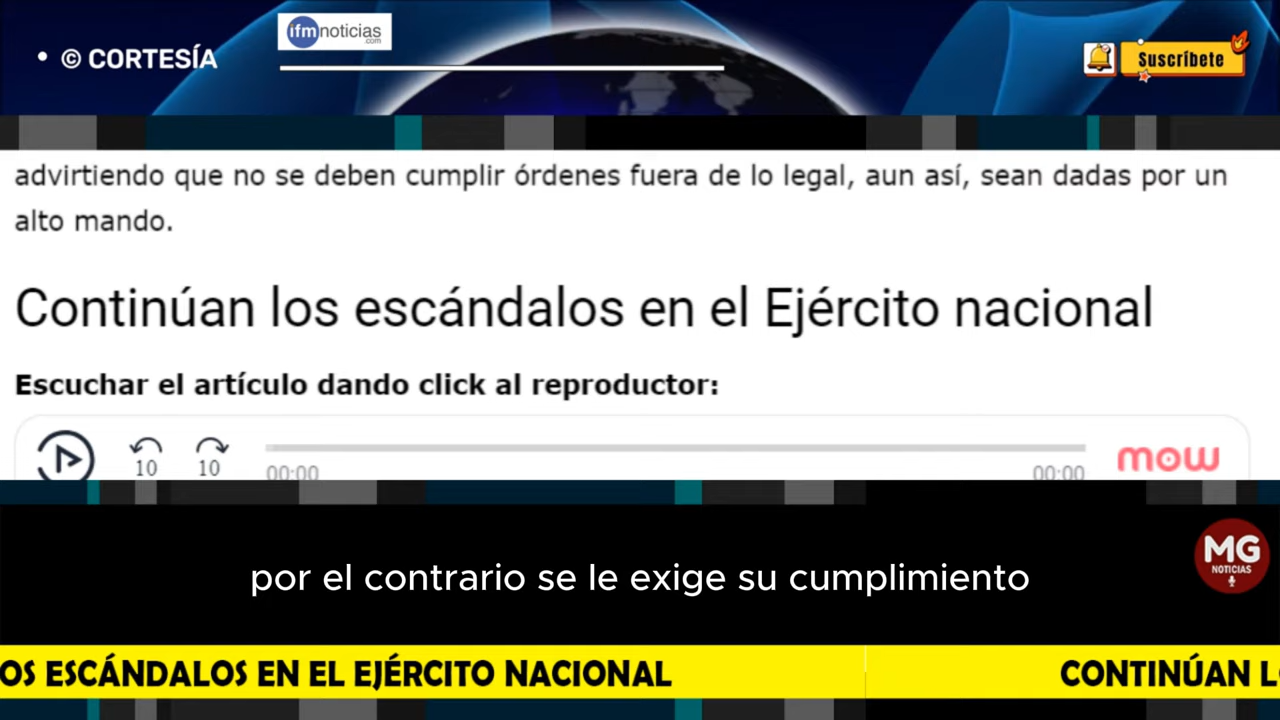 • © CORTESÍA
ifmnoticias
.com
Suscríbete
advirtiendo que no se deben cumplir órdenes fuera de lo legal, aun así, sean dadas por un
alto mando.
Continúan los escándalos en el Ejército nacional
Escuchar el artículo dando click al reproductor:
10 10 00:00 00:00 mow
por el contrario se le exige su cumplimiento
MG
NOTICIAS
OS ESCÁNDALOS EN EL EJÉRCITO NACIONAL CONTINÚAN L